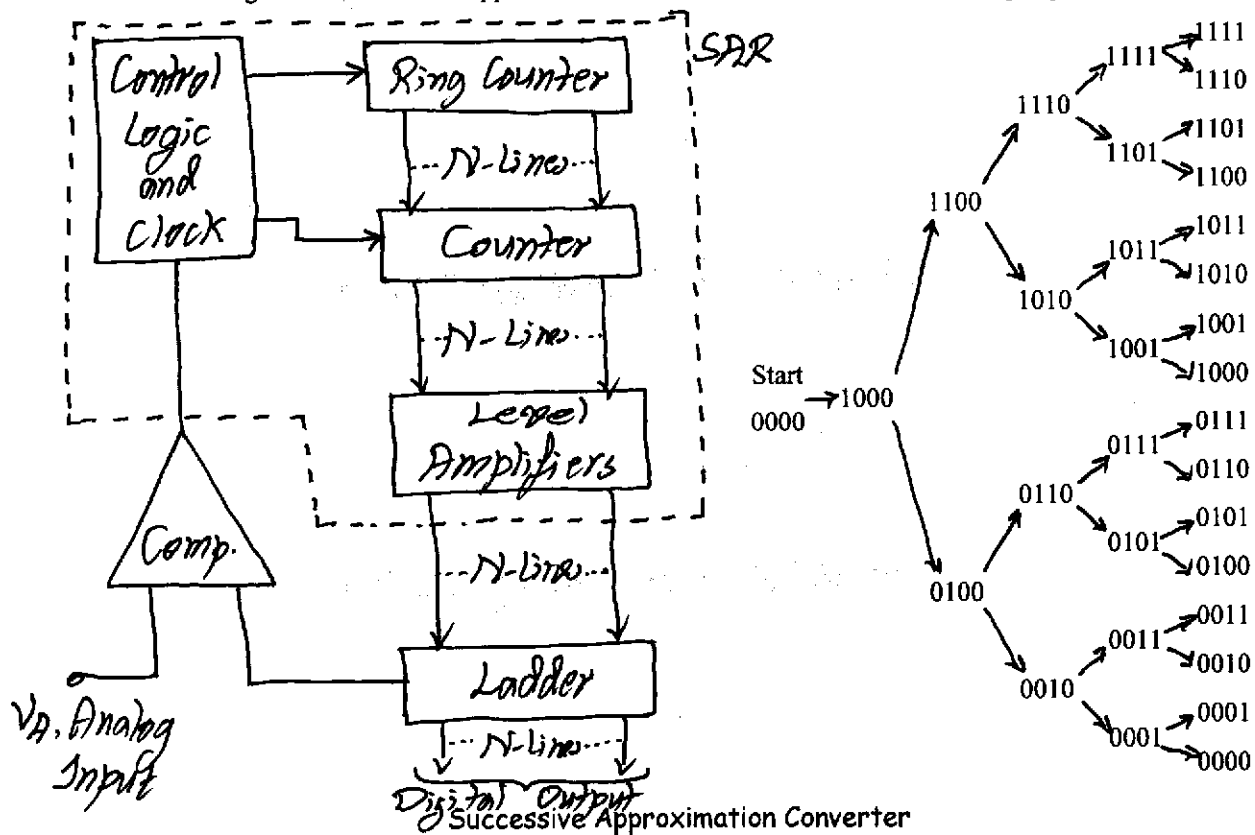 Control
Logic
and
Clock
Ring Counter
SAR
N-Lines
Counter
N-Lines
Level
Amplifiers
Comp.
N-Lines
Ladder
VA, Analog
Input
N-Lines
Digital Output
Successive Approximation Converter
Start
0000
1000
1100
0100
1110
1010
0110
0010
1111
1101
1011
1001
0111
0101
0011
0001
1111
1110
1101
1100
1011
1010
1001
1000
0111
0110
0101
0100
0011
0010
0001
0000